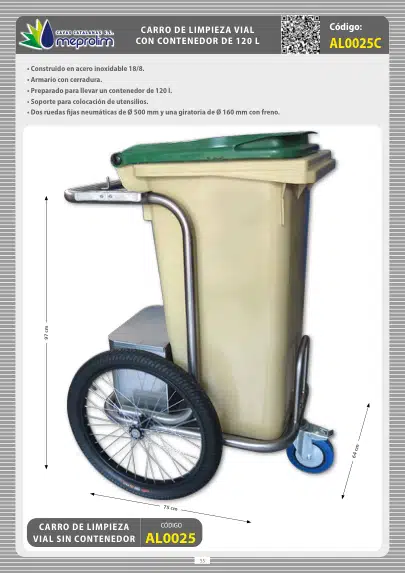 CAFÉS CATALANAS S.L.
meprolim
CARRO DE LIMPIEZA VIAL
CON CONTENEDOR DE 120 L
Código:
AL0025C
• Construido en acero inoxidable 18/8.
• Armario con cerradura.
• Preparado para llevar un contenedor de 120 l.
• Soporte para colocación de utensilios.
• Dos ruedas fijas neumáticas de Ø 500 mm y una giratoria de Ø 160 mm con freno.
97 cm
75 cm
64 cm
CARRO DE LIMPIEZA
VIAL SIN CONTENEDOR
CÓDIGO
AL0025
55